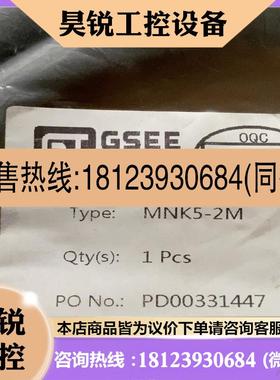 昊锐工控设备
GSEE
OQC
售热线:18123930684(同
Type: MNK5-2M
Qty(s): 1 Pcs
PO No.: PD00331447
锐
控
本店商品皆为议价下单请咨询客服
咨询热线:18123930684 (微